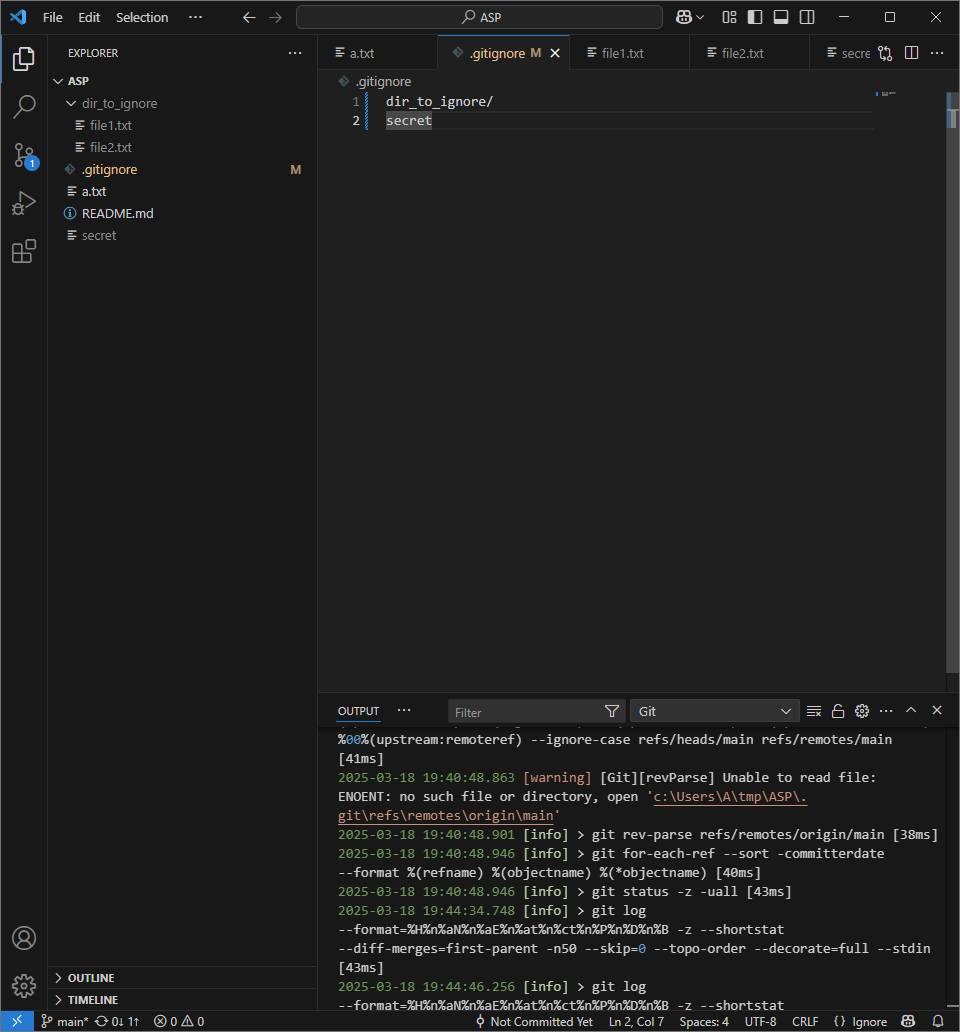 File Edit Selection ··· ASP
EXPLORER ···
ASP
dir_to_ignore
file1.txt
file2.txt
.gitignore M
a.txt
README.md
secret
1
a.txt .gitignore M file1.txt file2.txt secre ···
.gitignore
1 dir_to_ignore/
2 secret
OUTPUT ··· Filter Git ···
%00%(upstream:remoteref) --ignore-case refs/heads/main refs/remotes/main
[41ms]
2025-03-18 19:40:48.863 [warning] [Git][revParse] Unable to read file:
ENOENT: no such file or directory, open 'c:\Users\A\tmp\ASP\.
git\refs\remotes\origin\main'
2025-03-18 19:40:48.901 [info] > git rev-parse refs/remotes/origin/main [38ms]
2025-03-18 19:40:48.946 [info] > git for-each-ref --sort -committerdate
--format %(refname) %(objectname) %(*objectname) [40ms]
2025-03-18 19:40:48.946 [info] > git status -z -uall [43ms]
2025-03-18 19:44:34.748 [info] > git log
--format=%H%n%aN%n%aE%n%at%n%ct%n%P%n%D%n%B -z --shortstat
--diff-merges=first-parent -n50 --skip=0 --topo-order --decorate=full --stdin
[43ms]
2025-03-18 19:44:46.256 [info] > git log
--format=%H%n%aN%n%aE%n%at%n%ct%n%P%n%D%n%B -z --shortstat
OUTLINE
TIMELINE
main* 0↓ 1↑ 0 0 Not Committed Yet Ln 2, Col 7 Spaces: 4 UTF-8 CRLF {} Ignore